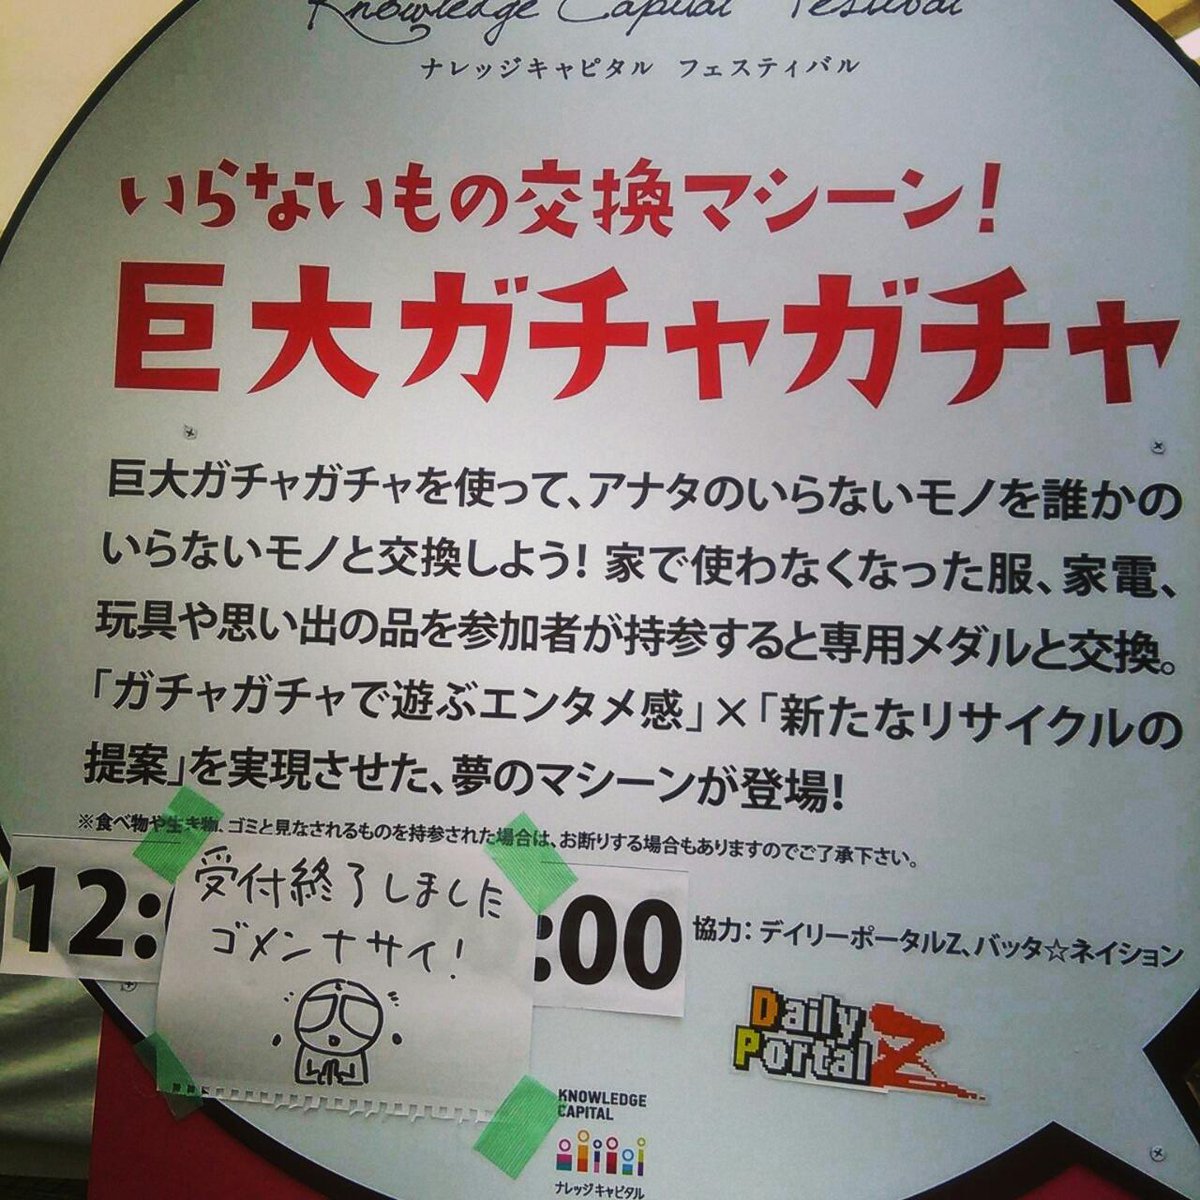 Knowledge Capital Festival
ナレッジキャピタル フェスティバル
いらないもの交換マシーン!
巨大ガチャガチャ
巨大ガチャガチャを使って、アナタのいらないモノを誰かの
いらないモノと交換しよう! 家で使わなくなった服、家電、
玩具や思い出の品を参加者が持参すると専用メダルと交換。
「ガチャガチャで遊ぶエンタメ感」×「新たなリサイクルの
提案」を実現させた、夢のマシーンが登場!
※食べ物や生き物、ゴミと見なされるものを持参された場合は、お断りする場合もありますのでご了承下さい。
12:
:00
受付終了しました
ゴメンナサイ!
協力: デイリーポータルZ、バッタ☆ネイション
Daily
Portal Z
KNOWLEDGE
CAPITAL
ナレッジキャピタル